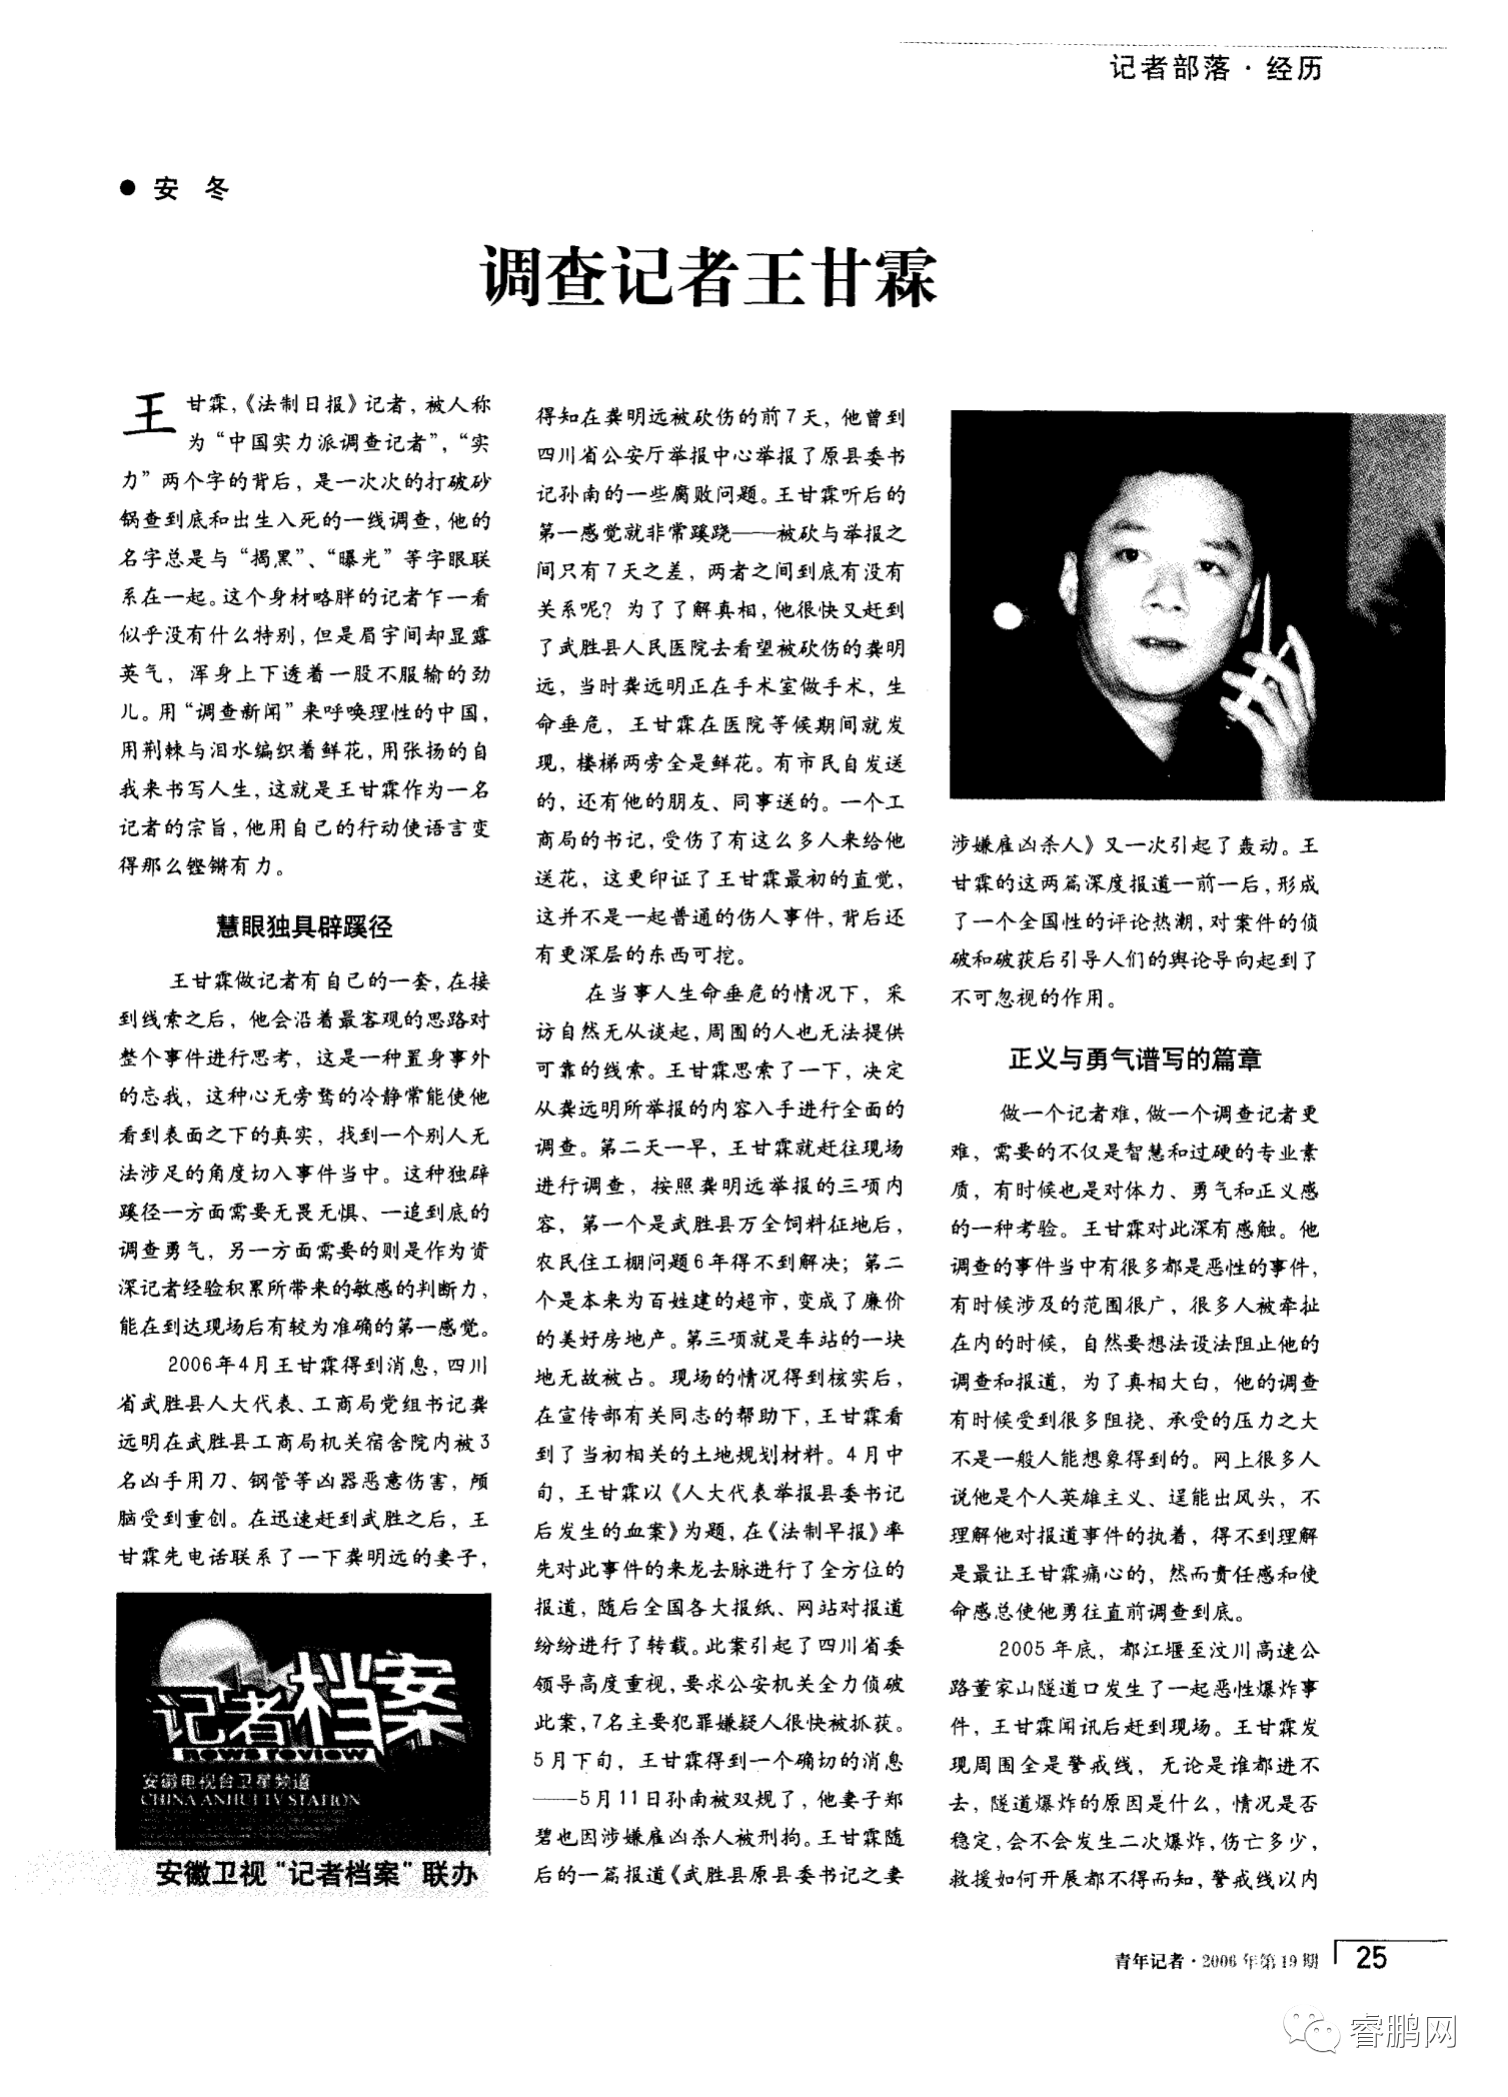 记者部落·经历
● 安 冬
调查记者王甘霖
王甘霖，《法制日报》记者，被人称
为“中国实力派调查记者”，“实
力”两个字的背后，是一次次的打破砂
锅查到底和出生入死的一线调查，他的
名字总是与“揭黑”、“曝光”等字眼联
系在一起。这个身材略胖的记者乍一看
似乎没有什么特别，但是眉宇间却显露
英气，浑身上下透着一股不服输的劲
儿。用“调查新闻”来呼唤理性的中国，
用荆棘与泪水编织着鲜花，用张扬的自
我来书写人生，这就是王甘霖作为一名
记者的宗旨，他用自己的行动使语言变
得那么铿锵有力。
慧眼独具辟蹊径
王甘霖做记者有自己的一套，在接
到线索之后，他会沿着最客观的思路对
整个事件进行思考，这是一种置身事外
的忘我，这种心无旁骛的冷静常能使他
看到表面之下的真实，找到一个别人无
法涉足的角度切入事件当中。这种独辟
蹊径一方面需要无畏无惧、一追到底的
调查勇气，另一方面需要的则是作为资
深记者经验积累所带来的敏感的判断力，
能在到达现场后有较为准确的第一感觉。
2006年4月王甘霖得到消息，四川
省武胜县人大代表、工商局党组书记龚
远明在武胜县工商局机关宿舍院内被3
名凶手用刀、钢管等凶器恶意伤害，颅
脑受到重创。在迅速赶到武胜之后，王
甘霖先电话联系了一下龚明远的妻子，
记者档案
news review
安徽电视台卫星频道
CHINA ANHUI TV STATION
安徽卫视“记者档案”联办
得知在龚明远被砍伤的前7天，他曾到
四川省公安厅举报中心举报了原县委书
记孙南的一些腐败问题。王甘霖听后的
第一感觉就非常蹊跷——被砍与举报之
间只有7天之差，两者之间到底有没有
关系呢？为了了解真相，他很快又赶到
了武胜县人民医院去看望被砍伤的龚明
远，当时龚远明正在手术室做手术，生
命垂危，王甘霖在医院等候期间就发
现，楼梯两旁全是鲜花。有市民自发送
的，还有他的朋友、同事送的。一个工
商局的书记，受伤了有这么多人来给他
送花，这更印证了王甘霖最初的直觉，
这并不是一起普通的伤人事件，背后还
有更深层的东西可挖。
在当事人生命垂危的情况下，采
访自然无从谈起，周围的人也无法提供
可靠的线索。王甘霖思索了一下，决定
从龚远明所举报的内容入手进行全面的
调查。第二天一早，王甘霖就赶往现场
进行调查，按照龚明远举报的三项内
容，第一个是武胜县万全饲料征地后，
农民住工棚问题6年得不到解决；第二
个是本来为百姓建的超市，变成了廉价
的美好房地产。第三项就是车站的一块
地无故被占。现场的情况得到核实后，
在宣传部有关同志的帮助下，王甘霖看
到了当初相关的土地规划材料。4月中
旬，王甘霖以《人大代表举报县委书记
后发生的血案》为题，在《法制早报》率
先对此事件的来龙去脉进行了全方位的
报道，随后全国各大报纸、网站对报道
纷纷进行了转载。此案引起了四川省委
领导高度重视，要求公安机关全力侦破
此案，7名主要犯罪嫌疑人很快被抓获。
5月下旬，王甘霖得到一个确切的消息
——5月11日孙南被双规了，他妻子郑
碧也因涉嫌雇凶杀人被刑拘。王甘霖随
后的一篇报道《武胜县原县委书记之妻
涉嫌雇凶杀人》又一次引起了轰动。王
甘霖的这两篇深度报道一前一后，形成
了一个全国性的评论热潮，对案件的侦
破和破获后引导人们的舆论导向起到了
不可忽视的作用。
正义与勇气谱写的篇章
做一个记者难，做一个调查记者更
难，需要的不仅是智慧和过硬的专业素
质，有时候也是对体力、勇气和正义感
的一种考验。王甘霖对此深有感触。他
调查的事件当中有很多都是恶性的事件，
有时候涉及的范围很广，很多人被牵扯
在内的时候，自然要想法设法阻止他的
调查和报道，为了真相大白，他的调查
有时候受到很多阻挠、承受的压力之大
不是一般人能想象得到的。网上很多人
说他是个人英雄主义、逞能出风头，不
理解他对报道事件的执着，得不到理解
是最让王甘霖痛心的，然而责任感和使
命感总使他勇往直前调查到底。
2005年底，都江堰至汶川高速公
路董家山隧道口发生了一起恶性爆炸事
件，王甘霖闻讯后赶到现场。王甘霖发
现周围全是警戒线，无论是谁都进不
去，隧道爆炸的原因是什么，情况是否
稳定，会不会发生二次爆炸，伤亡多少，
救援如何开展都不得而知，警戒线以内
青年记者·2006年第19期 25
睿鹏网